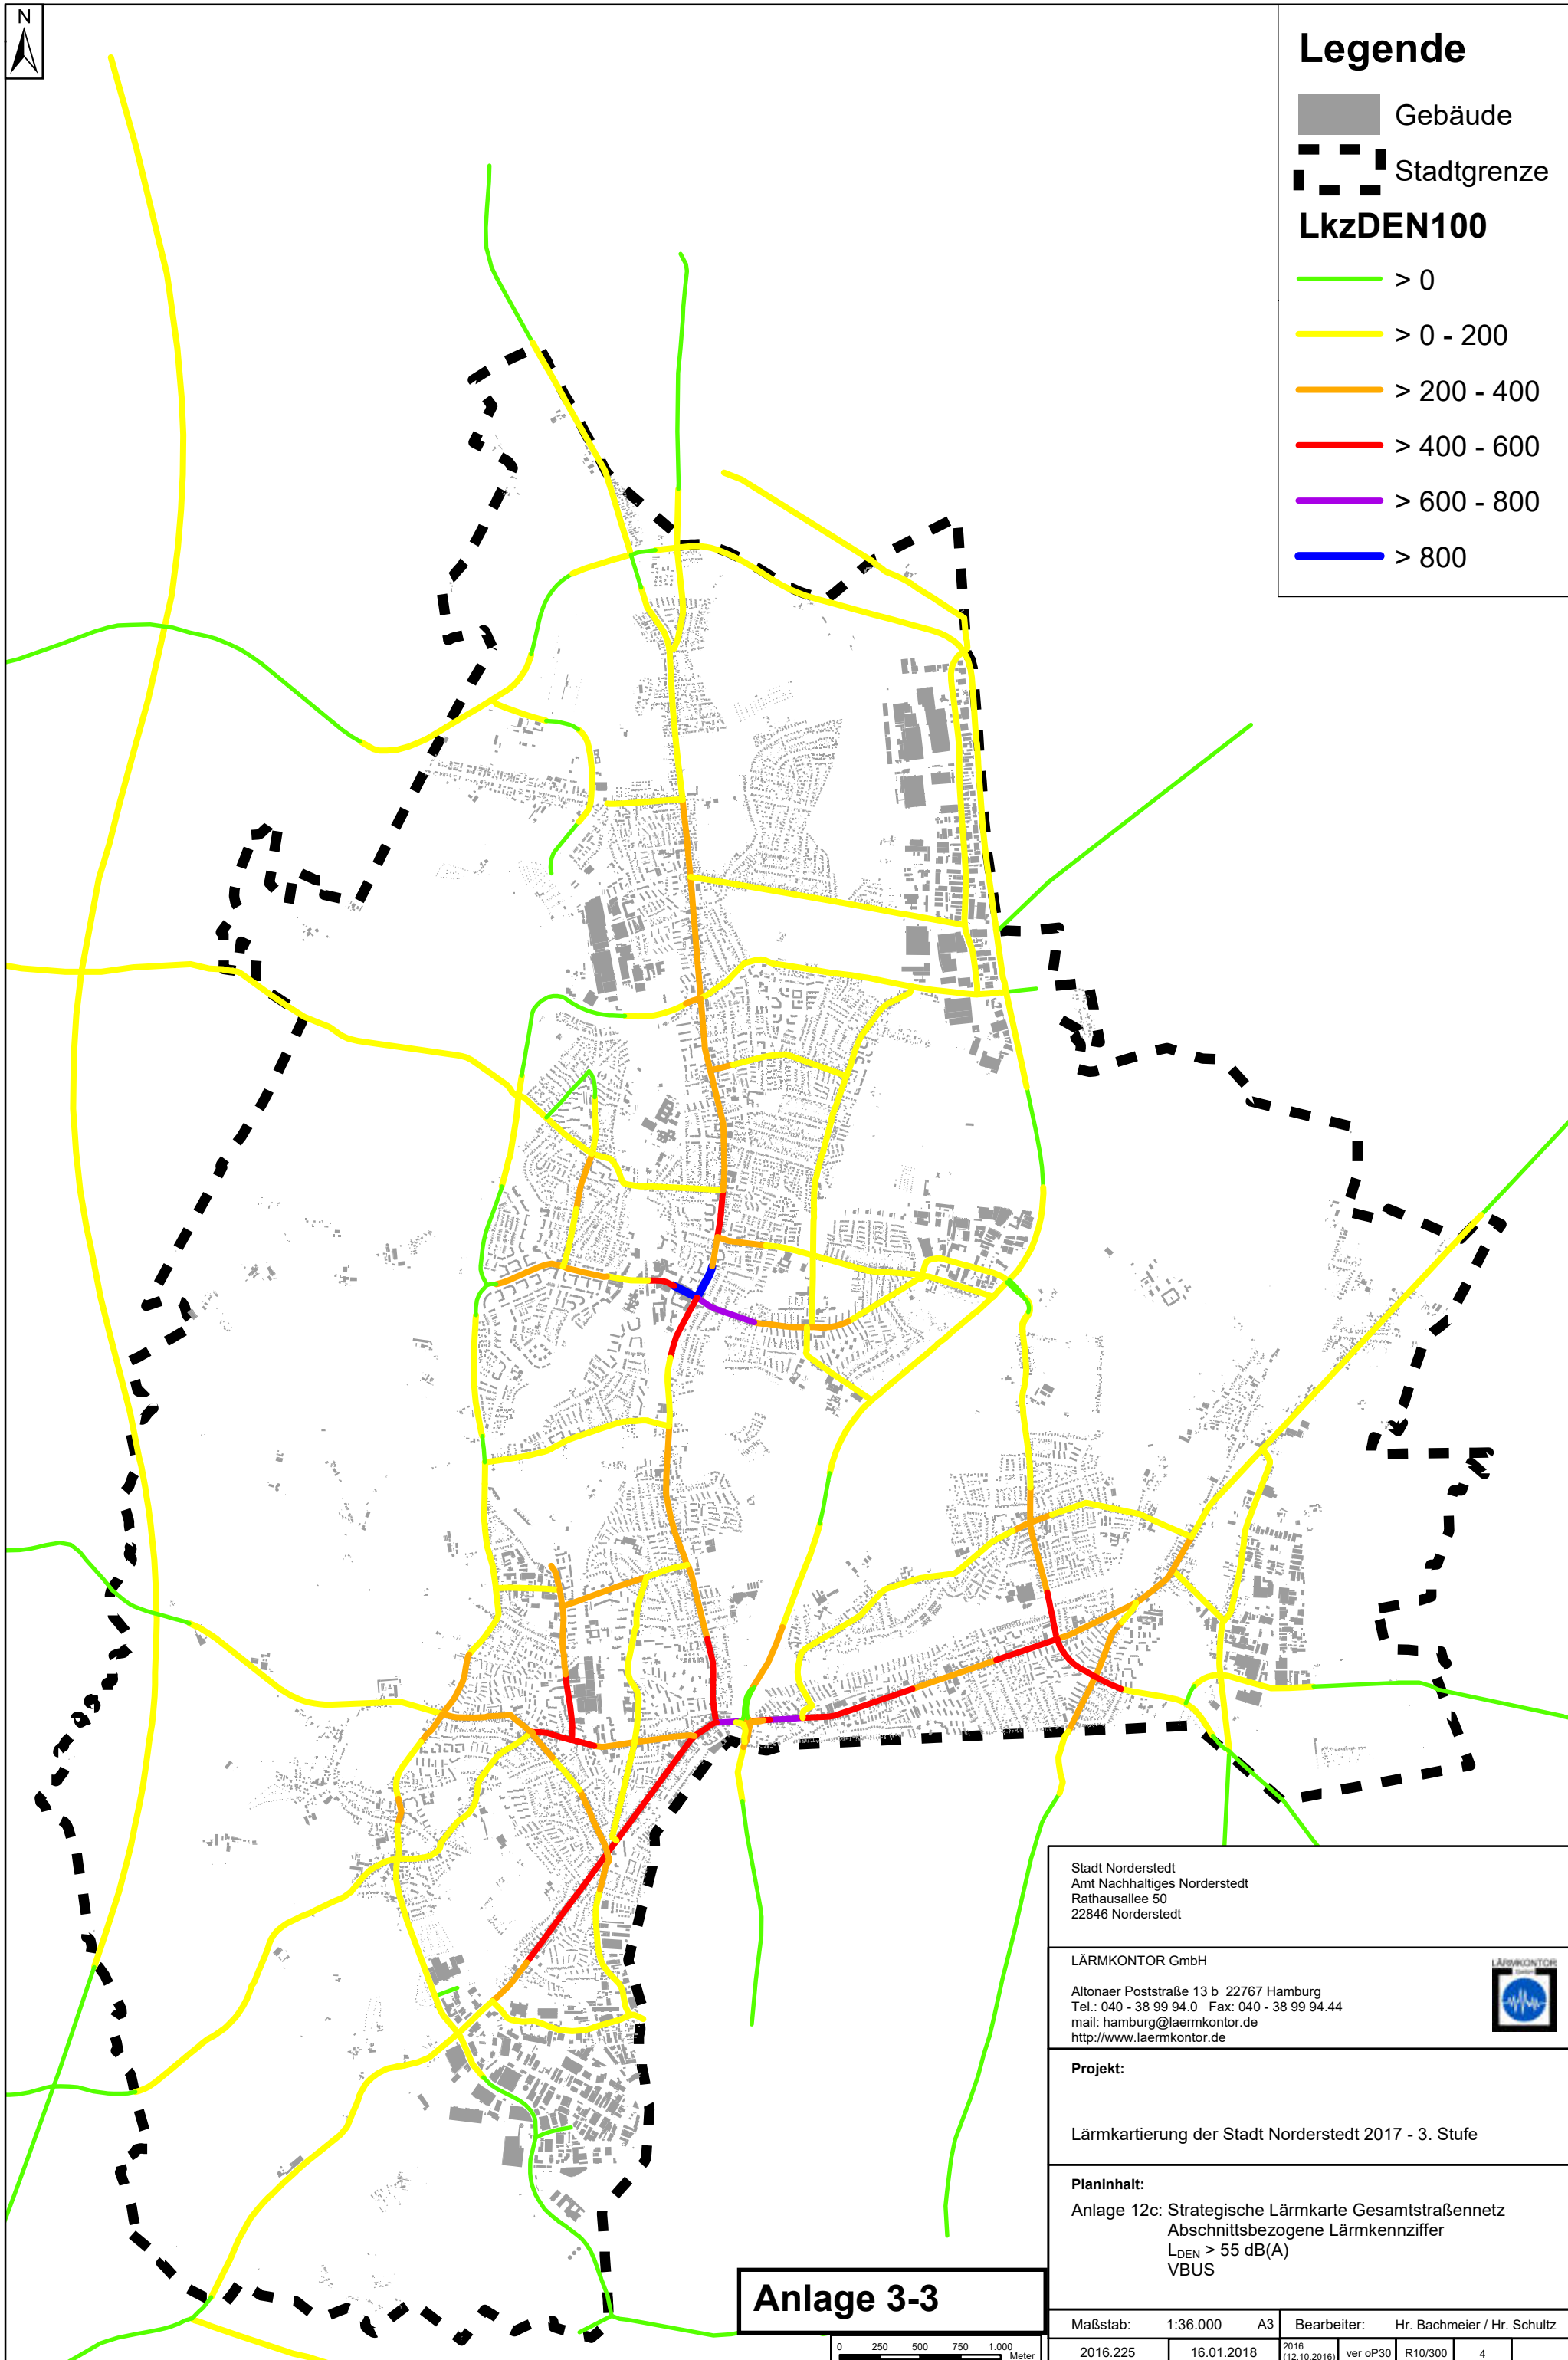 N
Legende
Gebäude
Stadtgrenze
LkzDEN100
> 0
> 0 - 200
> 200 - 400
> 400 - 600
> 600 - 800
> 800
Stadt Norderstedt
Amt Nachhaltiges Norderstedt
Rathausallee 50
22846 Norderstedt
LÄRMKONTOR GmbH
Altonaer Poststraße 13 b 22767 Hamburg
Tel.: 040 - 38 99 94.0 Fax: 040 - 38 99 94.44
mail: hamburg@laermkontor.de
http://www.laermkontor.de
LÄRMKONTOR
GmbH
Projekt:
Lärmkartierung der Stadt Norderstedt 2017 - 3. Stufe
Planinhalt:
Anlage 12c: Strategische Lärmkarte Gesamtstraßennetz
Abschnittsbezogene Lärmkennziffer
LDEN > 55 dB(A)
VBUS
Anlage 3-3
Maßstab: 1:36.000 A3 Bearbeiter: Hr. Bachmeier / Hr. Schultz
0 250 500 750 1.000
Meter
2016.225 16.01.2018 2016 (12.10.2016) ver oP30 R10/300 4